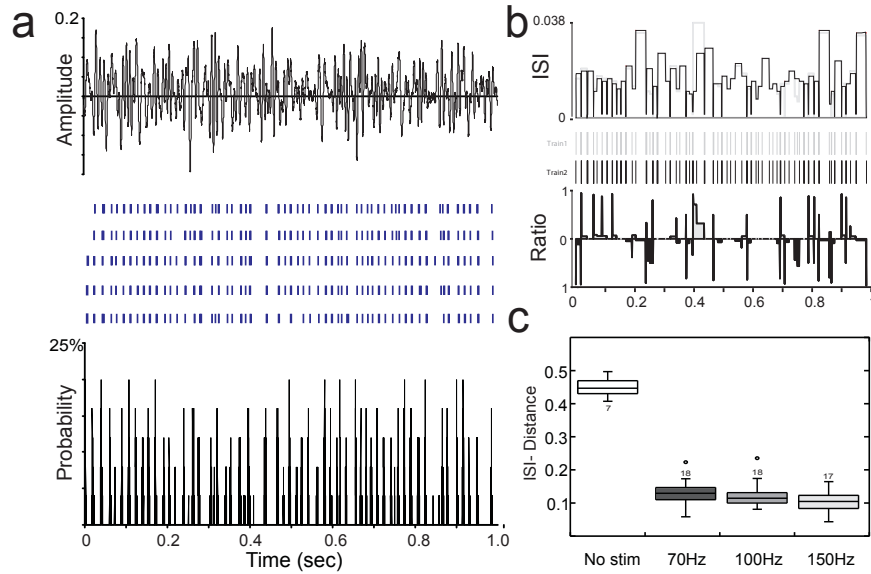 a
0.2
Amplitude
25%
Probability
0 0.2 0.4 0.6 0.8 1.0
Time (sec)
b
0.038
ISI
0
Train1
Train2
1
0
1
Ratio
0 0.2 0.4 0.6 0.8 1
c
ISI- Distance
0.5
0.4
0.3
0.2
0.1
7
18
18
17
No stim 70Hz 100Hz 150Hz